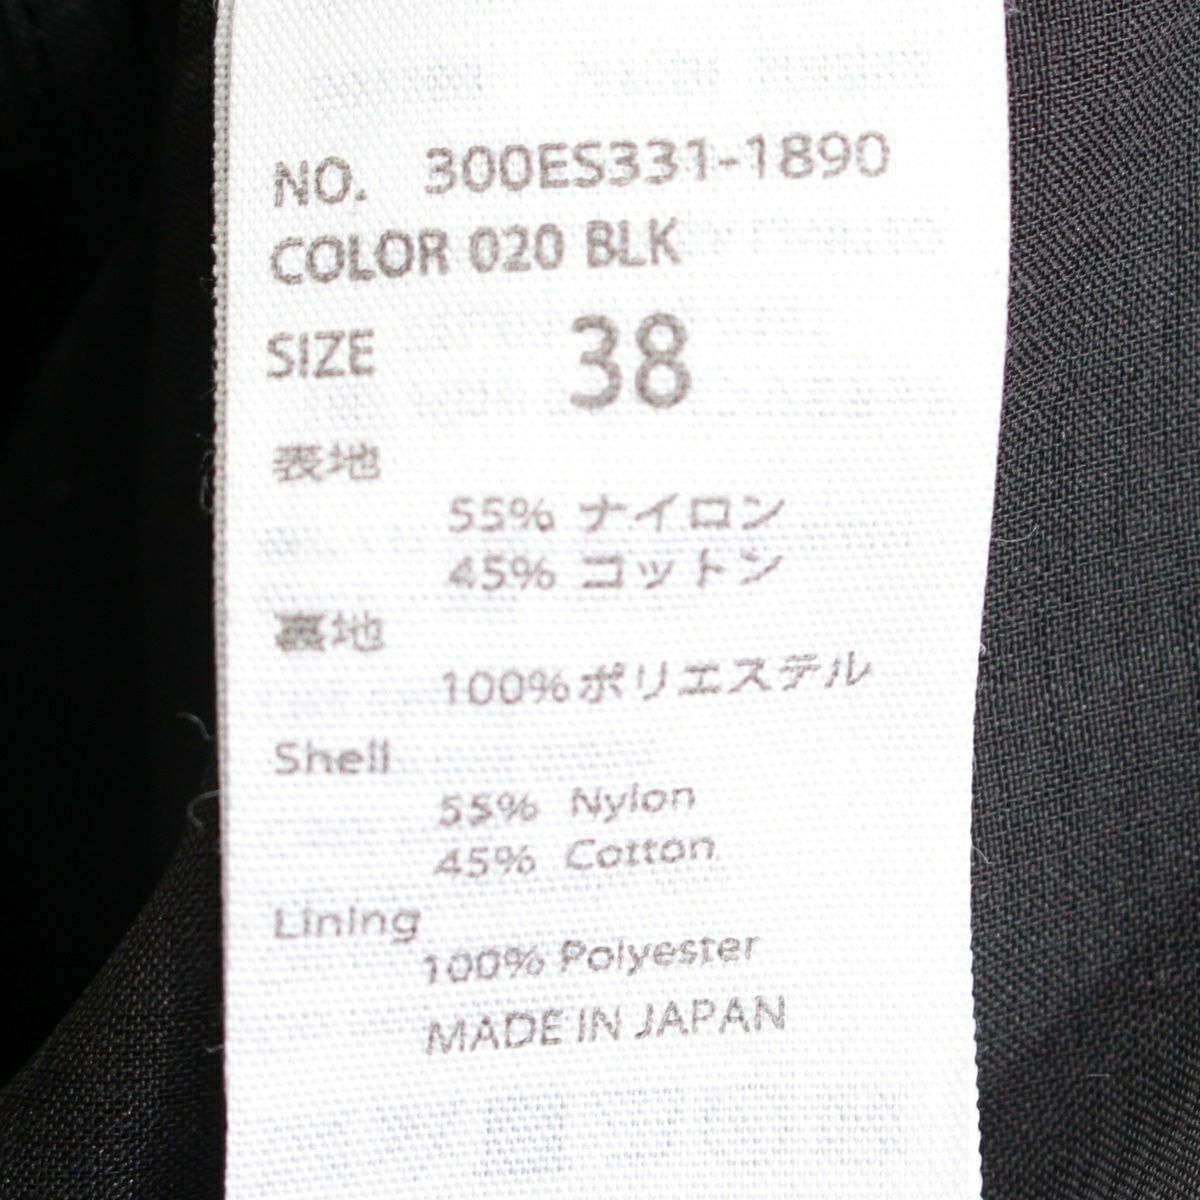 NO. 300ES331-1890
COLOR 020 BLK
SIZE 38
表地
55% ナイロン
45% コットン
裏地
100%ポリエステル
Shell
55% Nylon
45% Cotton
Lining
100% Polyester
MADE IN JAPAN